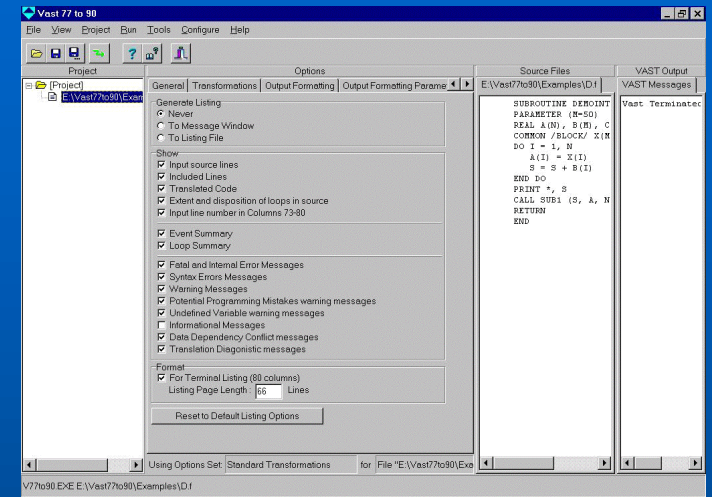 Vast 77 to 90
File View Project Run Tools Configure Help
Project
Options
Source Files
VAST Output
[Project]
E:\Vast77to90\Exam
General Transformations Output Formatting Output Formatting Parame
E:\Vast77to90\Examples\D.f
VAST Messages
Generate Listing
Never
To Message Window
To Listing File
Show
Input source lines
Included Lines
Translated Code
Extent and disposition of loops in source
Input line number in Columns 73-80
Event Summary
Loop Summary
Fatal and Internal Error Messages
Syntax Errors Messages
Warning Messages
Potential Programming Mistakes warning messages
Undefined Variable warning messages
Informational Messages
Data Dependency Conflict messages
Translation Diagonistic messages
Format
For Terminal Listing (80 columns)
Listing Page Length : 66 Lines
Reset to Default Listing Options
SUBROUTINE DEMOINT
PARAMETER (M=50)
REAL A(N), B(M), C
COMMON /BLOCK/ X(M
DO I = 1, N
A(I) = X(I)
S = S + B(I)
END DO
PRINT *, S
CALL SUB1 (S, A, N
RETURN
END
Vast Terminated
Using Options Set: Standard Transformations for File "E:\Vast77to90\Exa
V77to90.EXE E:\Vast77to90\Examples\D.f